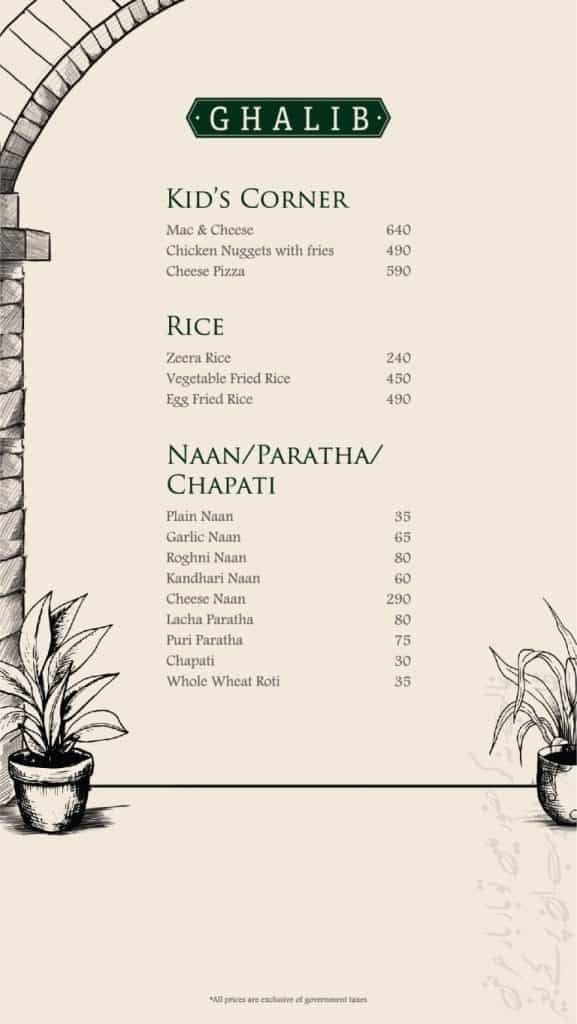 · GHALIB ·
Kid's Corner
Mac & Cheese 640
Chicken Nuggets with fries 490
Cheese Pizza 590
Rice
Zeera Rice 240
Vegetable Fried Rice 450
Egg Fried Rice 490
Naan/Paratha/
Chapati
Plain Naan 35
Garlic Naan 65
Roghni Naan 80
Kandhari Naan 60
Cheese Naan 290
Lacha Paratha 80
Puri Paratha 75
Chapati 30
Whole Wheat Roti 35
*All prices are exclusive of government taxes